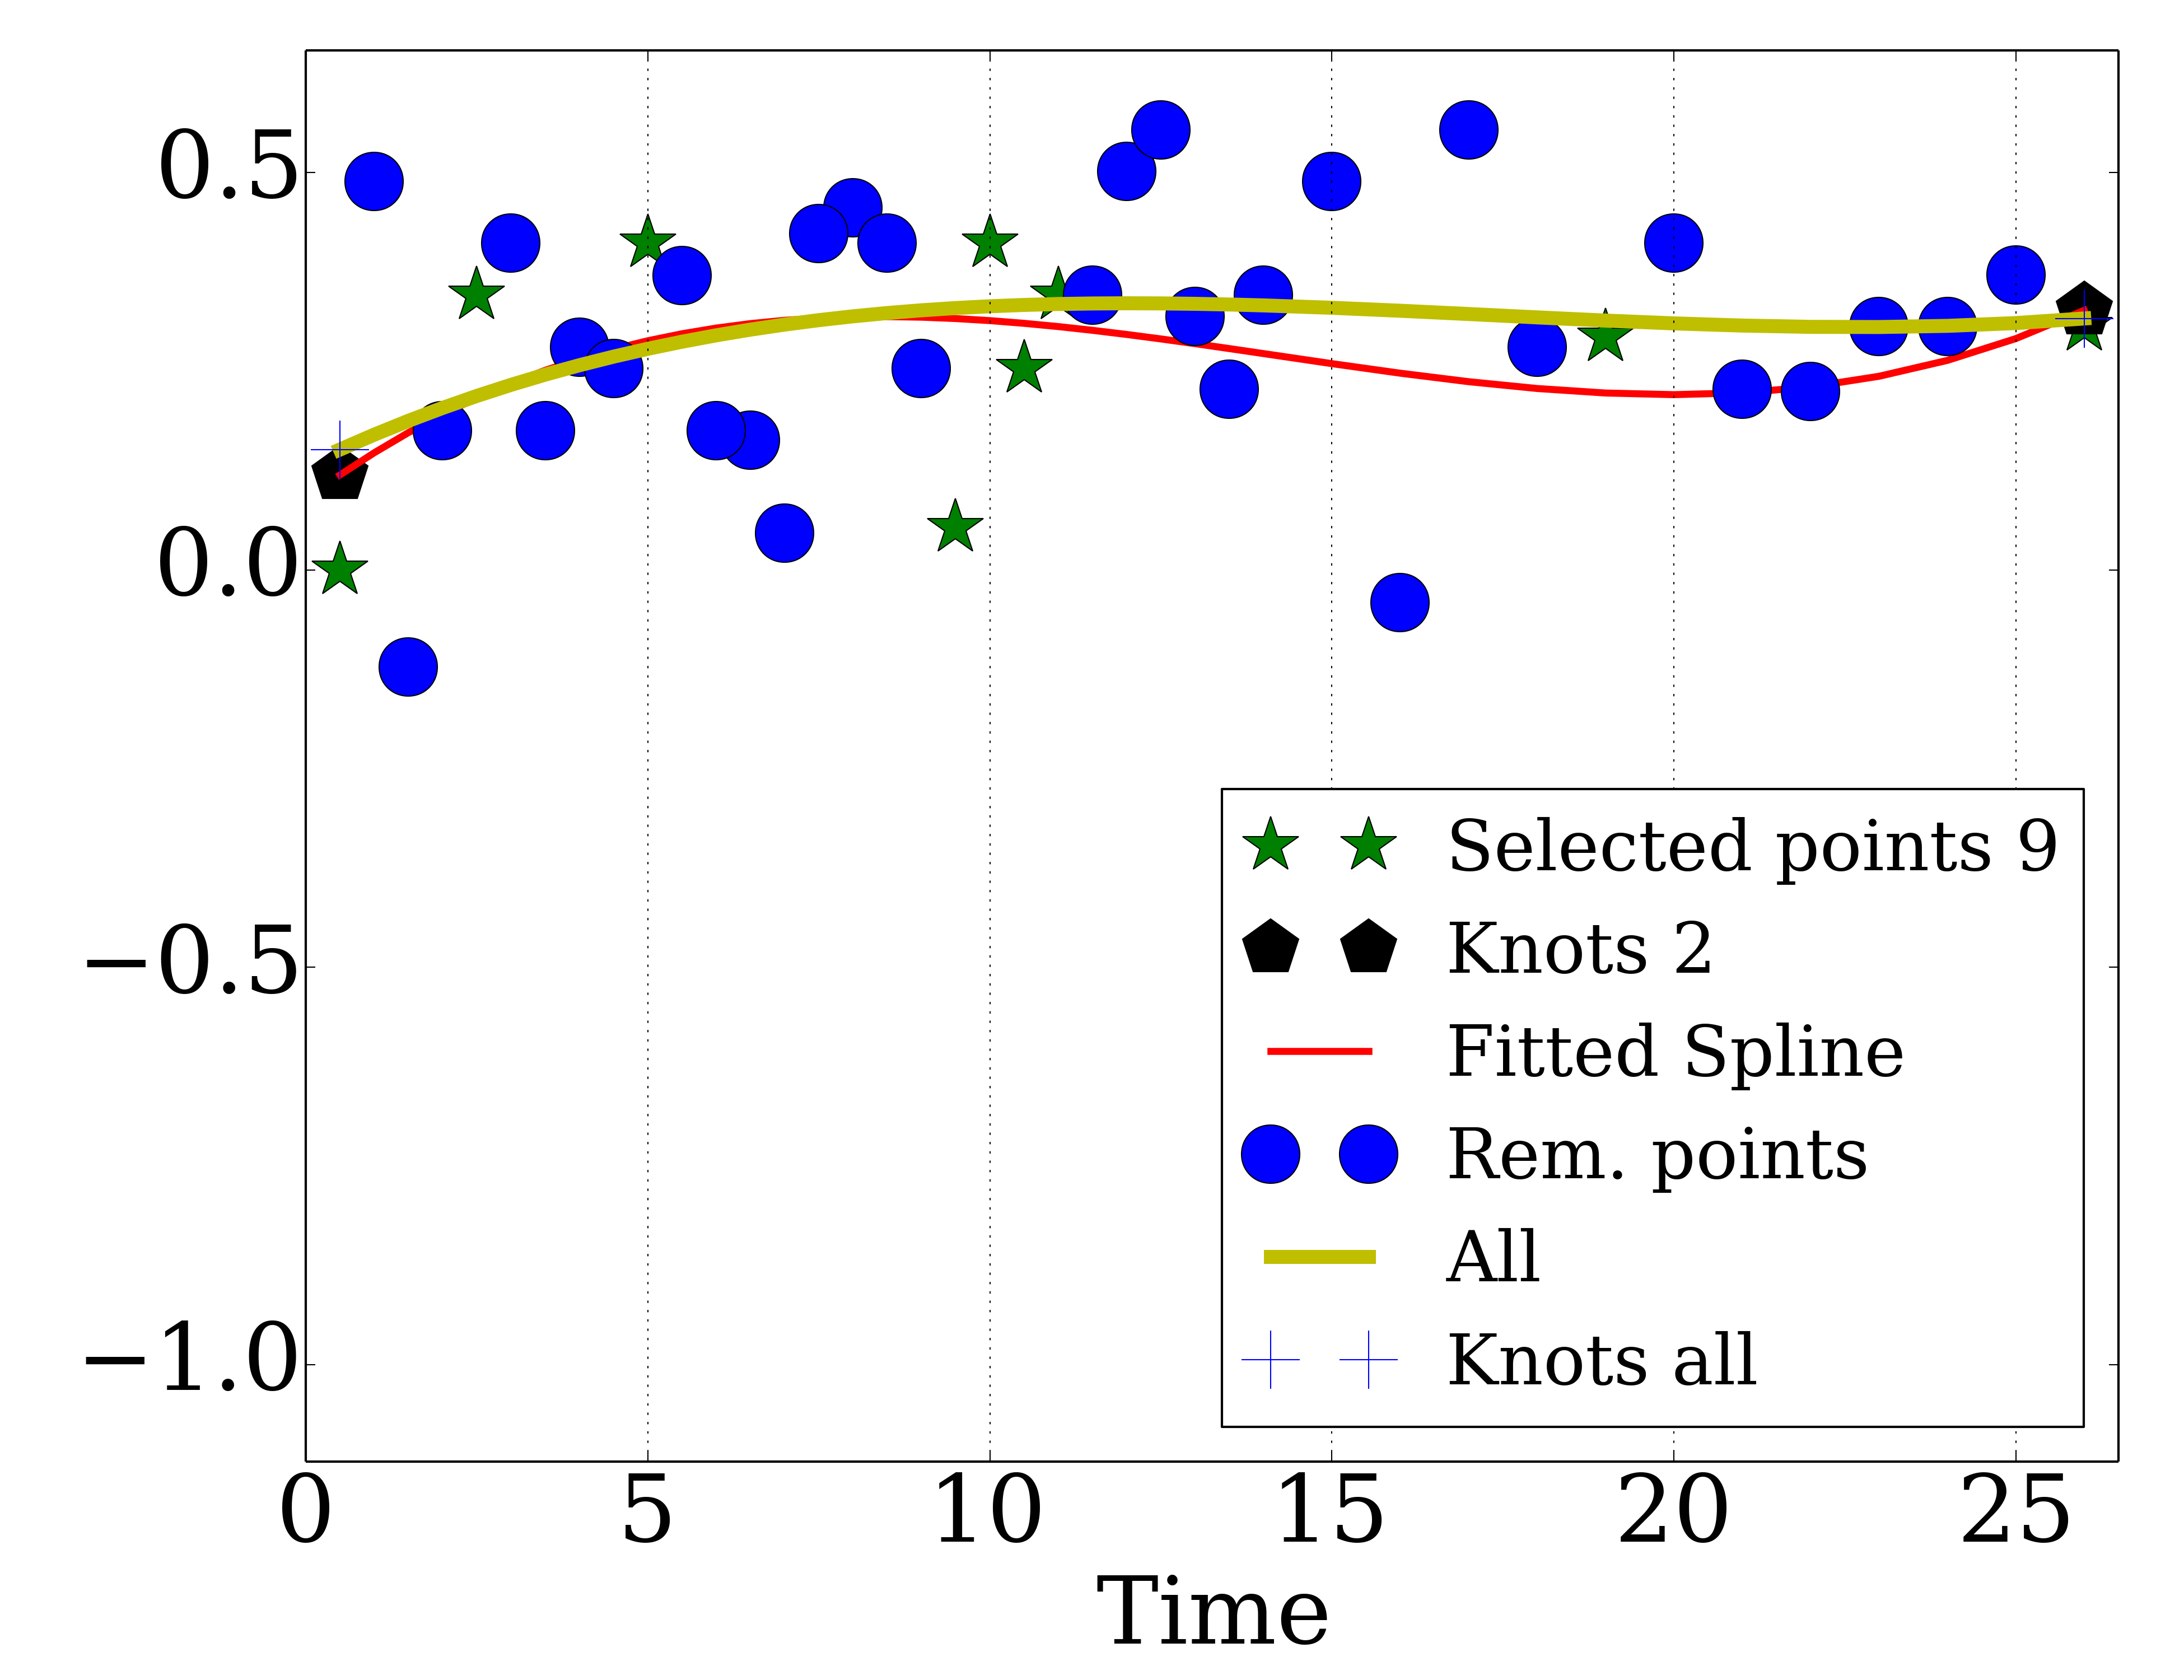 0.5
0.0
−0.5
−1.0
Selected points 9
Knots 2
Fitted Spline
Rem. points
All
Knots all
0 5 10 15 20 25
Time